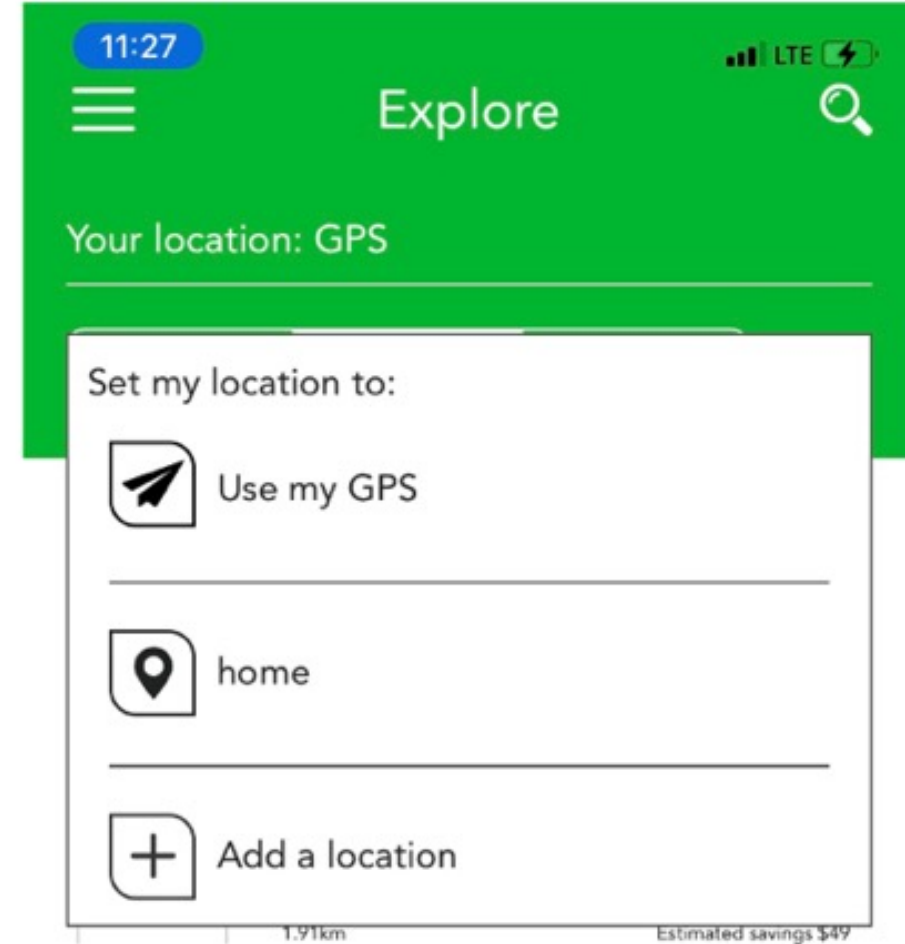 11:27
LTE
Explore
Your location: GPS
Set my location to:
Use my GPS
home
Add a location
1.91km Estimated savings $49